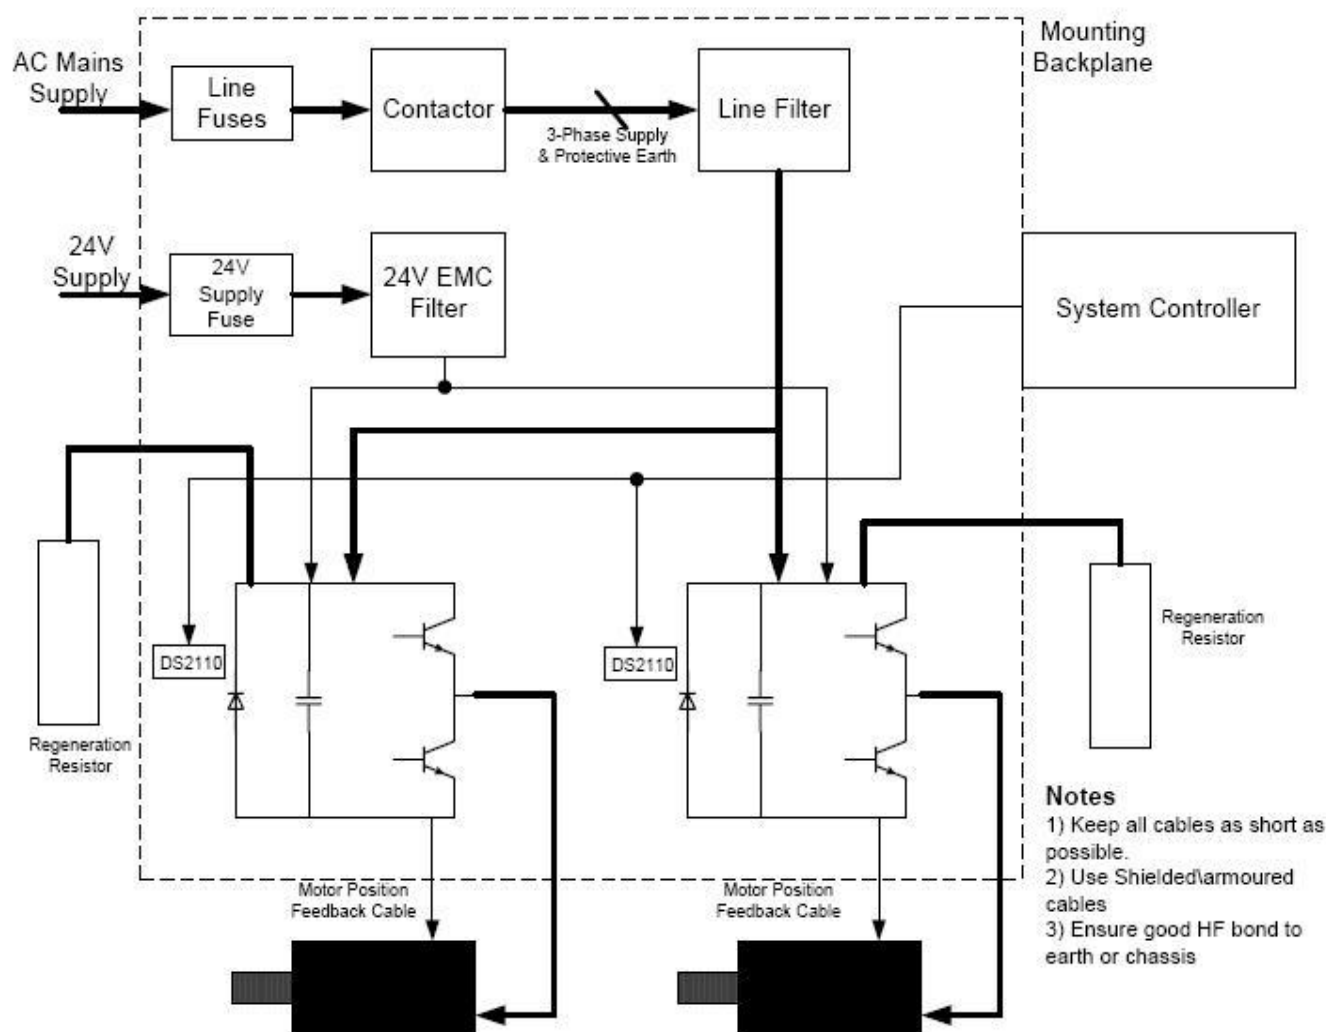 Mounting
Backplane
AC Mains
Supply
Line
Fuses
Contactor
3-Phase Supply
& Protective Earth
Line Filter
24V
Supply
24V
Supply
Fuse
24V EMC
Filter
System Controller
DS2110
DS2110
Regeneration
Resistor
Regeneration
Resistor
Motor Position
Feedback Cable
Motor Position
Feedback Cable
Notes
1) Keep all cables as short as
possible.
2) Use Shielded\armoured
cables
3) Ensure good HF bond to
earth or chassis